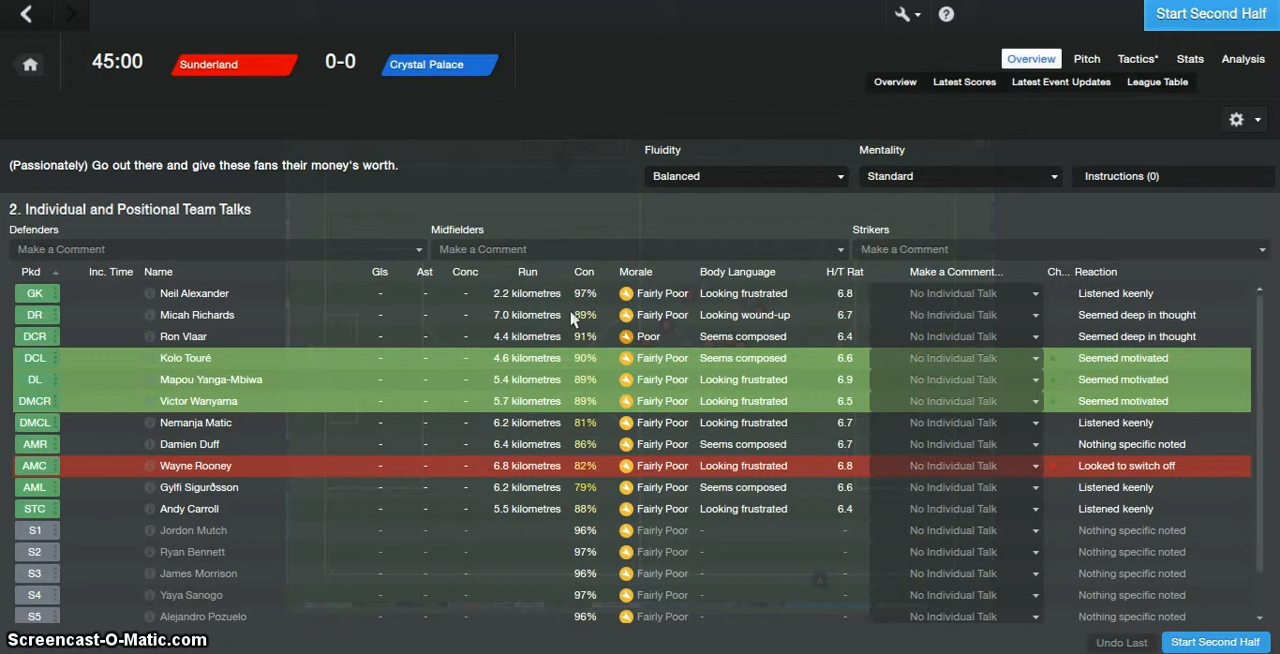 Start Second Half
45:00 Sunderland 0-0 Crystal Palace
Overview Pitch Tactics* Stats Analysis
Overview Latest Scores Latest Event Updates League Table
Fluidity Mentality
(Passionately) Go out there and give these fans their money's worth.
Balanced Standard Instructions (0)
2. Individual and Positional Team Talks
Defenders Midfielders Strikers
Make a Comment Make a Comment Make a Comment
Pkd Inc. Time Name Gls Ast Conc Run Con Morale Body Language H/T Rat Make a Comment... Ch... Reaction
GK Neil Alexander - - - 2.2 kilometres 97% Fairly Poor Looking frustrated 6.8 No Individual Talk Listened keenly
DR Micah Richards - - - 7.0 kilometres 89% Fairly Poor Looking wound-up 6.7 No Individual Talk Seemed deep in thought
DCR Ron Vlaar - - - 4.4 kilometres 91% Poor Seems composed 6.4 No Individual Talk Seemed deep in thought
DCL Kolo Touré - - - 4.6 kilometres 90% Fairly Poor Seems composed 6.6 No Individual Talk Seemed motivated
DL Mapou Yanga-Mbiwa - - - 5.4 kilometres 89% Fairly Poor Looking frustrated 6.9 No Individual Talk Seemed motivated
DMCR Victor Wanyama - - - 5.7 kilometres 89% Fairly Poor Looking frustrated 6.5 No Individual Talk Seemed motivated
DMCL Nemanja Matic - - - 6.2 kilometres 81% Fairly Poor Looking frustrated 6.7 No Individual Talk Listened keenly
AMR Damien Duff - - - 6.4 kilometres 86% Fairly Poor Seems composed 6.7 No Individual Talk Nothing specific noted
AMC Wayne Rooney - - - 6.8 kilometres 82% Fairly Poor Looking frustrated 6.8 No Individual Talk Looked to switch off
AML Gylfi Sigurðsson - - - 6.2 kilometres 79% Fairly Poor Seems composed 6.6 No Individual Talk Listened keenly
STC Andy Carroll - - - 5.5 kilometres 88% Fairly Poor Looking frustrated 6.4 No Individual Talk Listened keenly
S1 Jordon Mutch - - - 96% Fairly Poor - - No Individual Talk Nothing specific noted
S2 Ryan Bennett - - - 97% Fairly Poor - - No Individual Talk Nothing specific noted
S3 James Morrison - - - 96% Fairly Poor - - No Individual Talk Nothing specific noted
S4 Yaya Sanogo - - - 97% Fairly Poor - - No Individual Talk Nothing specific noted
S5 Alejandro Pozuelo - - - 96% Fairly Poor - - No Individual Talk Nothing specific noted
Screencast-O-Matic.com Undo Last Start Second Half